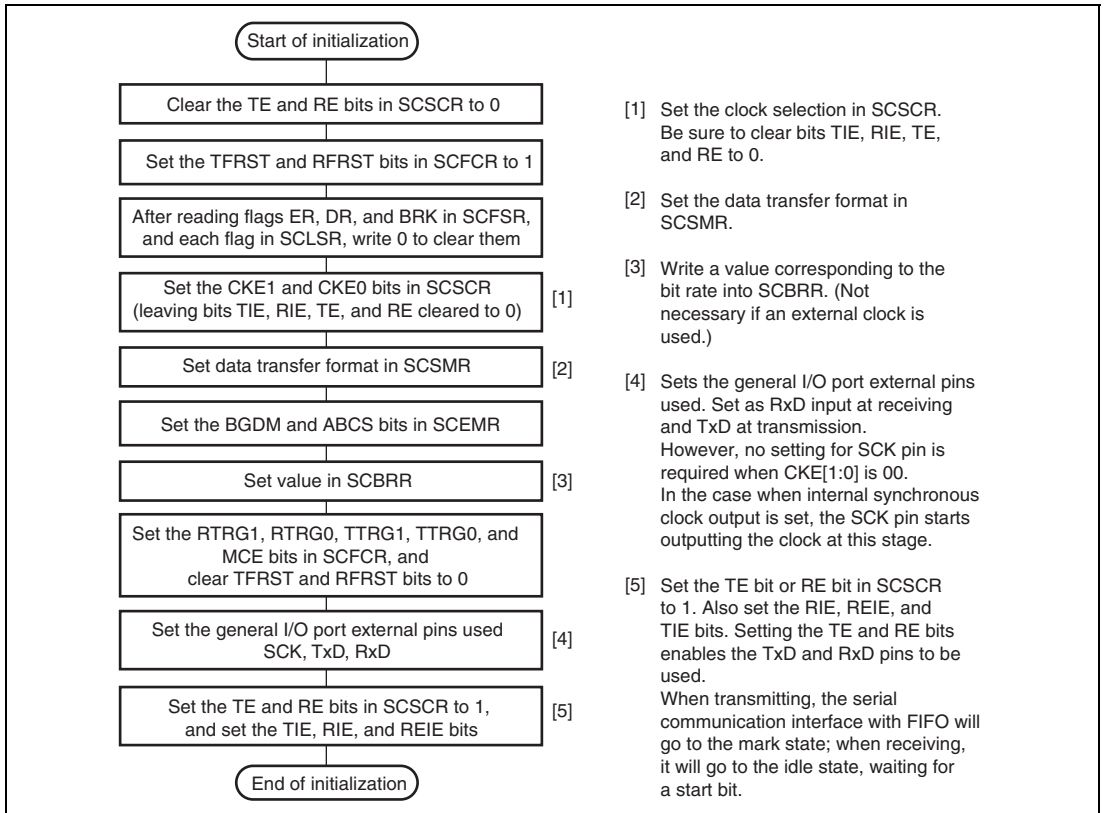 Start of initialization
Clear the TE and RE bits in SCSCR to 0
Set the TFRST and RFRST bits in SCFCR to 1
After reading flags ER, DR, and BRK in SCFSR,
and each flag in SCLSR, write 0 to clear them
Set the CKE1 and CKE0 bits in SCSCR
(leaving bits TIE, RIE, TE, and RE cleared to 0)
[1]
Set data transfer format in SCSMR
[2]
Set the BGDM and ABCS bits in SCEMR
Set value in SCBRR
[3]
Set the RTRG1, RTRG0, TTRG1, TTRG0, and
MCE bits in SCFCR, and
clear TFRST and RFRST bits to 0
Set the general I/O port external pins used
SCK, TxD, RxD
[4]
Set the TE and RE bits in SCSCR to 1,
and set the TIE, RIE, and REIE bits
[5]
End of initialization
[1] Set the clock selection in SCSCR.
Be sure to clear bits TIE, RIE, TE,
and RE to 0.
[2] Set the data transfer format in
SCSMR.
[3] Write a value corresponding to the
bit rate into SCBRR. (Not
necessary if an external clock is
used.)
[4] Sets the general I/O port external pins
used. Set as RxD input at receiving
and TxD at transmission.
However, no setting for SCK pin is
required when CKE[1:0] is 00.
In the case when internal synchronous
clock output is set, the SCK pin starts
outputting the clock at this stage.
[5] Set the TE bit or RE bit in SCSCR
to 1. Also set the RIE, REIE, and
TIE bits. Setting the TE and RE bits
enables the TxD and RxD pins to be
used.
When transmitting, the serial
communication interface with FIFO will
go to the mark state; when receiving,
it will go to the idle state, waiting for
a start bit.